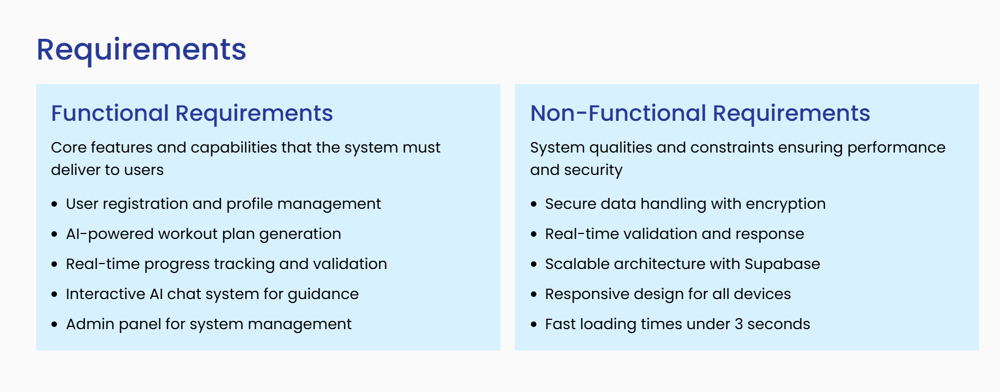 Requirements
Functional Requirements
Core features and capabilities that the system must
deliver to users
• User registration and profile management
• AI-powered workout plan generation
• Real-time progress tracking and validation
• Interactive AI chat system for guidance
• Admin panel for system management
Non-Functional Requirements
System qualities and constraints ensuring performance
and security
• Secure data handling with encryption
• Real-time validation and response
• Scalable architecture with Supabase
• Responsive design for all devices
• Fast loading times under 3 seconds